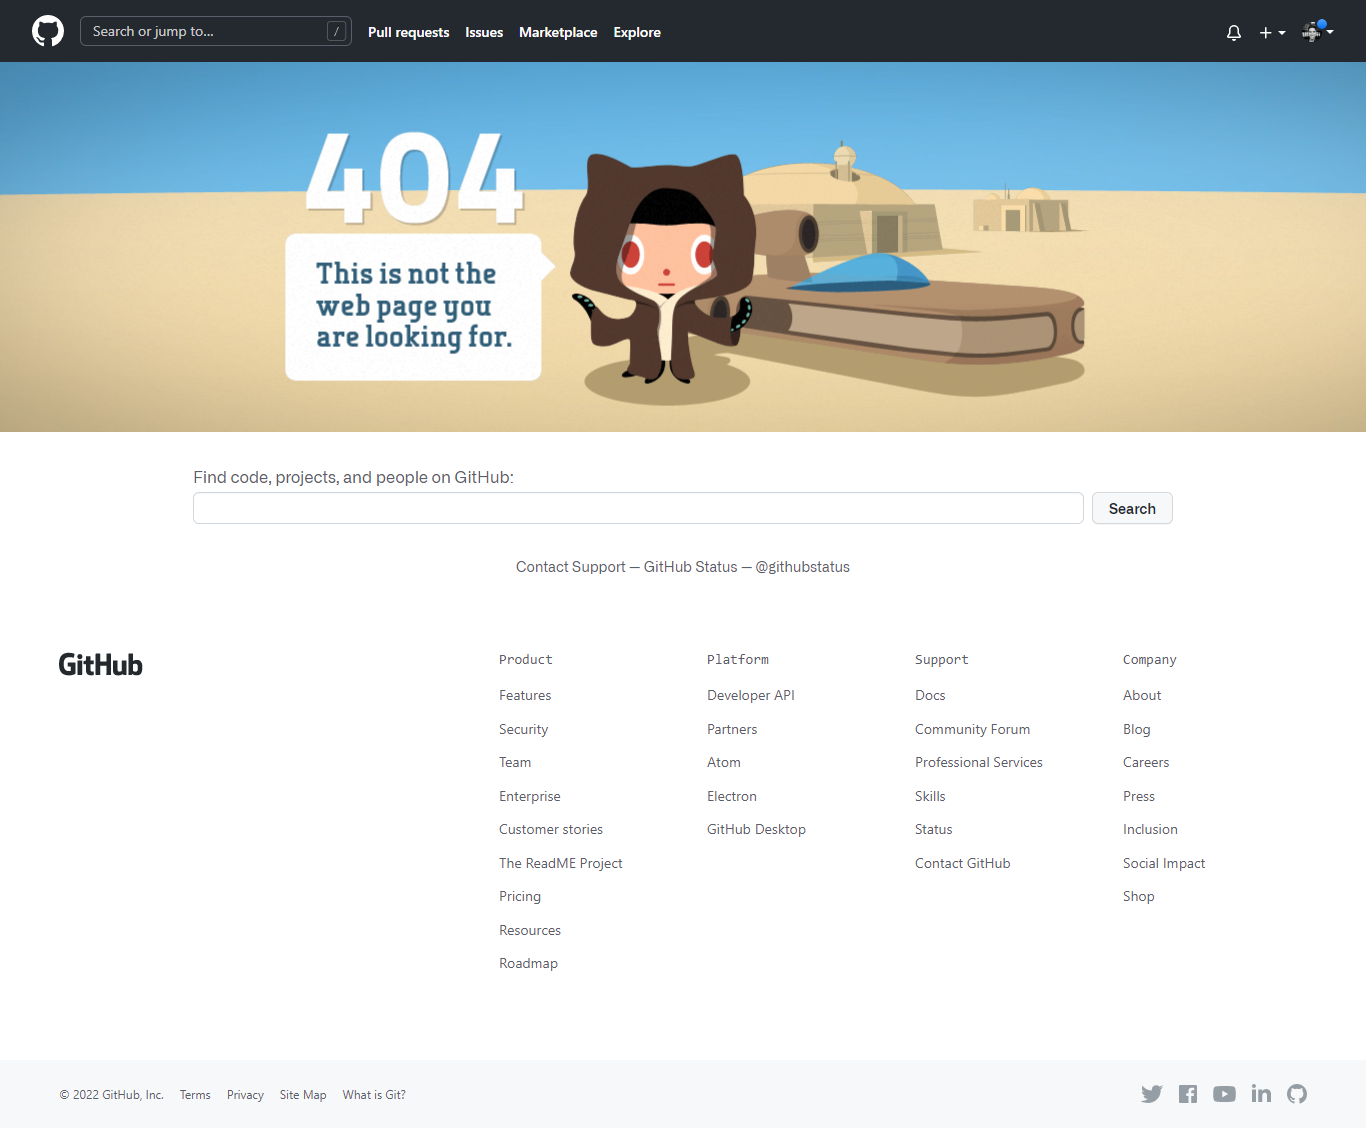 Search or jump to...
/
Pull requests
Issues
Marketplace
Explore
404
This is not the
web page you
are looking for.
Find code, projects, and people on GitHub:
Search
Contact Support — GitHub Status — @githubstatus
GitHub
Product
Features
Security
Team
Enterprise
Customer stories
The ReadME Project
Pricing
Resources
Roadmap
Platform
Developer API
Partners
Atom
Electron
GitHub Desktop
Support
Docs
Community Forum
Professional Services
Skills
Status
Contact GitHub
Company
About
Blog
Careers
Press
Inclusion
Social Impact
Shop
© 2022 GitHub, Inc.
Terms
Privacy
Site Map
What is Git?